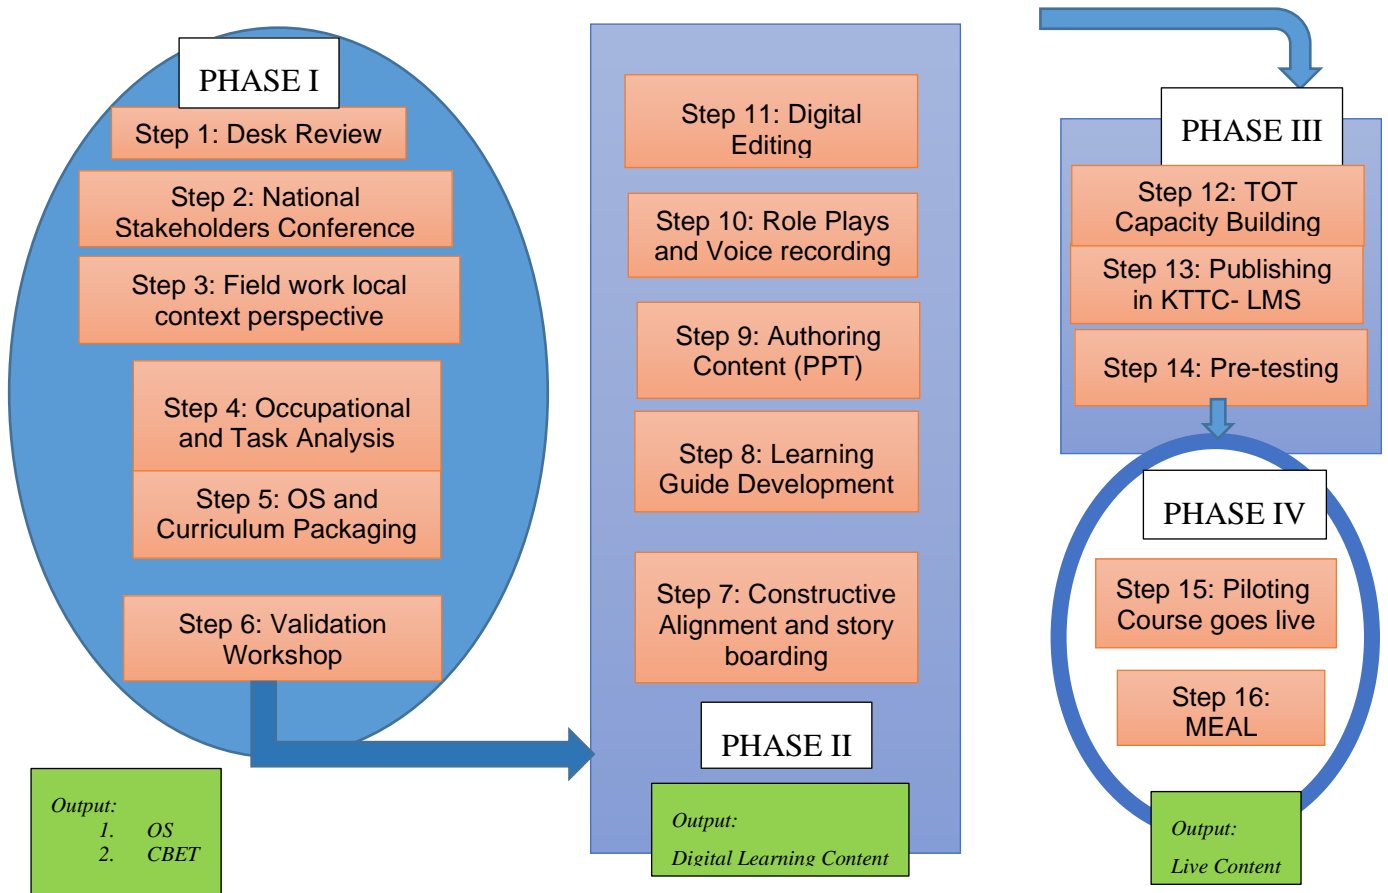 PHASE I
Step 1: Desk Review
Step 2: National
Stakeholders Conference
Step 3: Field work local
context perspective
Step 4: Occupational
and Task Analysis
Step 5: OS and
Curriculum Packaging
Step 6: Validation
Workshop
Output:
1. OS
2. CBET
Step 11: Digital
Editing
Step 10: Role Plays
and Voice recording
Step 9: Authoring
Content (PPT)
Step 8: Learning
Guide Development
Step 7: Constructive
Alignment and story
boarding
PHASE II
Output:
Digital Learning Content
PHASE III
Step 12: TOT
Capacity Building
Step 13: Publishing
in KTTC- LMS
Step 14: Pre-testing
PHASE IV
Step 15: Piloting
Course goes live
Step 16:
MEAL
Output:
Live Content